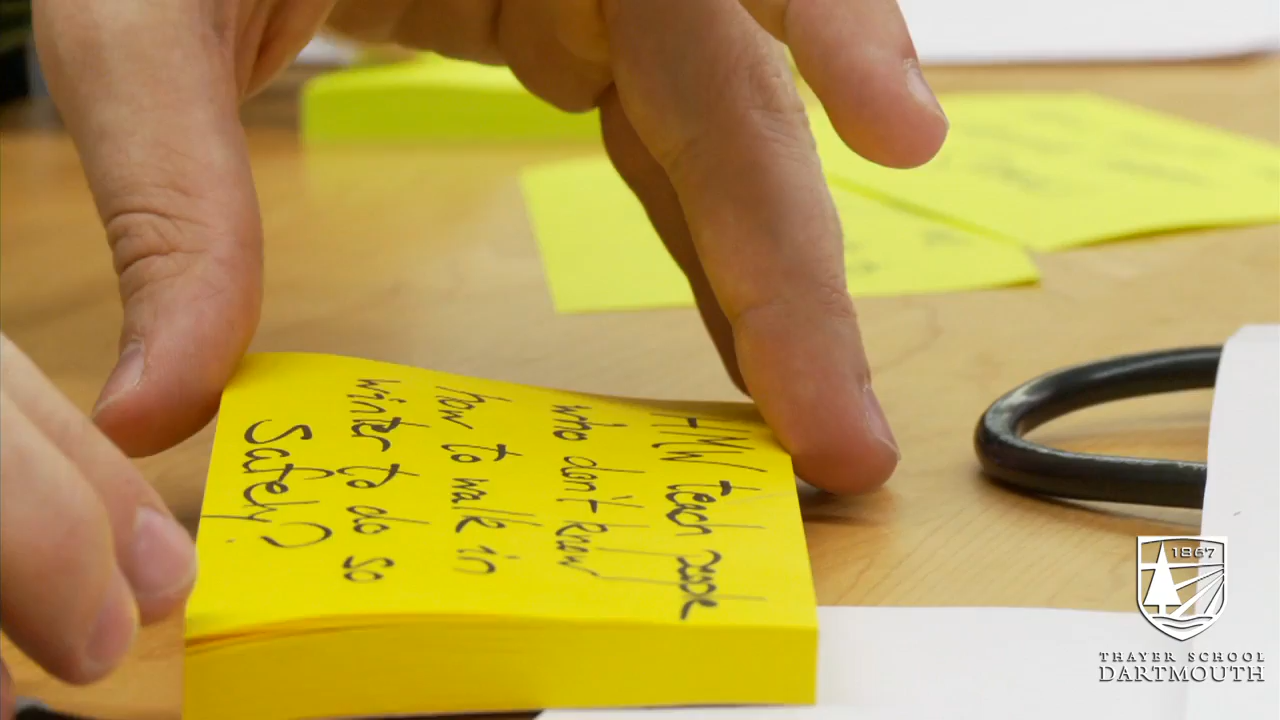 HMW teach people
who don't know
how to walk in
winter to do so
Safely?
1867
THAYER SCHOOL
DARTMOUTH